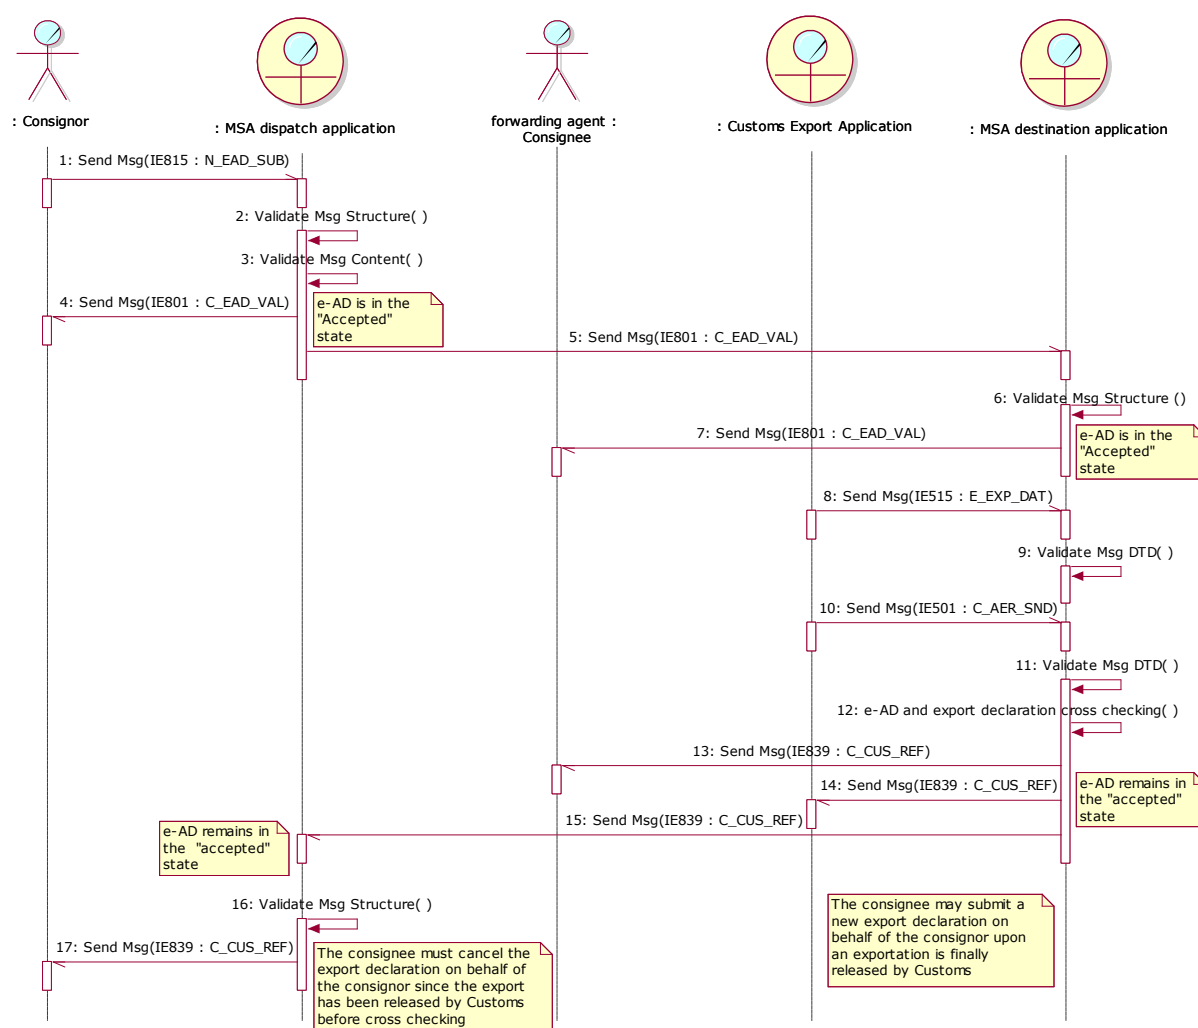 : Consignor
: MSA dispatch application
forwarding agent :
Consignee
: Customs Export Application
: MSA destination application
1: Send Msg(IE815 : N_EAD_SUB)
2: Validate Msg Structure( )
3: Validate Msg Content( )
4: Send Msg(IE801 : C_EAD_VAL)
e-AD is in the
"Accepted"
state
5: Send Msg(IE801 : C_EAD_VAL)
6: Validate Msg Structure ()
7: Send Msg(IE801 : C_EAD_VAL)
e-AD is in the
"Accepted"
state
8: Send Msg(IE515 : E_EXP_DAT)
9: Validate Msg DTD( )
10: Send Msg(IE501 : C_AER_SND)
11: Validate Msg DTD( )
12: e-AD and export declaration cross checking( )
13: Send Msg(IE839 : C_CUS_REF)
14: Send Msg(IE839 : C_CUS_REF)
e-AD remains in
the "accepted"
state
15: Send Msg(IE839 : C_CUS_REF)
e-AD remains in
the "accepted"
state
16: Validate Msg Structure( )
The consignee may submit a
new export declaration on
behalf of the consignor upon
an exportation is finally
released by Customs
17: Send Msg(IE839 : C_CUS_REF)
The consignee must cancel the
export declaration on behalf of
the consignor since the export
has been released by Customs
before cross checking